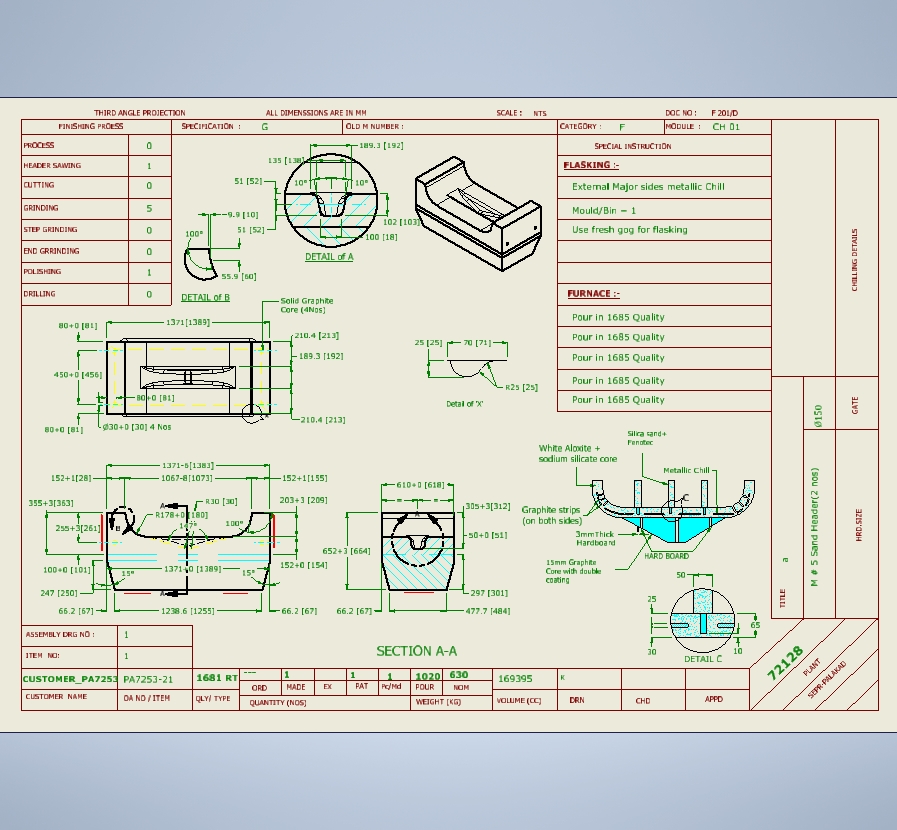 THIRD ANGLE PROJECTION ALL DIMENSSIONS ARE IN MM SCALE : NTS DOC NO : F 201/D
FINISHING PROESS SPECIFICATION : G OLD M NUMBER : CATEGORY : F MODULE : CH 01
PROCESS 0
HEADER SAWING 1
CUTTING 0
GRINDING 5
STEP GRINDING 0
END GRRINDING 0
POLISHING 1
DRILLING 0
SPECIAL INSTRUCTION
FLASKING :-
External Major sides metallic Chill
Mould/Bin = 1
Use fresh gog for flasking
FURNACE :-
Pour in 1685 Quality
Pour in 1685 Quality
Pour in 1685 Quality
Pour in 1685 Quality
Pour in 1685 Quality
CHILLING DETAILS
GATE
Ø150
HRD.SIZE
M # 5 Sand Header(2 nos)
TITLE a
189.3 [192]
135 [138]
10° 10°
51 [52]
51 [52]
102 [103]
100 [18]
DETAIL of A
9.9 [10]
100°
55.9 [60]
DETAIL of B
Solid Graphite
Core (4Nos)
1371[1389]
80+0 [81]
210.4 [213]
189.3 [192]
450+0 [456]
80+0 [81]
210.4 [213]
Ø30+0 [30] 4 Nos
80+0 [81]
25 [25] 70 [71]
R25 [25]
Detail of 'X'
1371-6[1383]
152+1[28] 1067-8[1073] 152+1[155]
355+3[363]
R30 [30]
203+3 [209]
R178+0 [180]
255+3[261]
A
B
100°
100+0 [101]
1371+0 [1389]
152+0 [154]
15° 15°
247 [250]
A
66.2 [67] 1238.6 [1255] 66.2 [67]
610+0 [618]
305+3[312]
A
50+0 [51]
652+3 [664]
297 [301]
66.2 [67] 477.7 [484]
SECTION A-A
Silica sand+
Fenotec
White Aloxite +
sodium silicate core
Metallic Chill
C
Graphite strips
(on both sides)
3mmThick
Hardboard
HARD BOARD
15mm Graphite
Core with double
coating
50
25
65
30
10
DETAIL C
ASSEMBLY DRG NO : 1
ITEM NO: 1
CUSTOMER_PA7253 PA7253-21 1681 RT --- 1 1 1 1020 630 169395 K
ORD MADE EX PAT Pc/Md POUR NOM
CUSTOMER NAME DA NO / ITEM QLY/ TYPE QUANTITY (NOS) WEIGHT (KG) VOLUME (CC) DRN CHD APPD
72128
PLANT
SEPR-PALAKAD